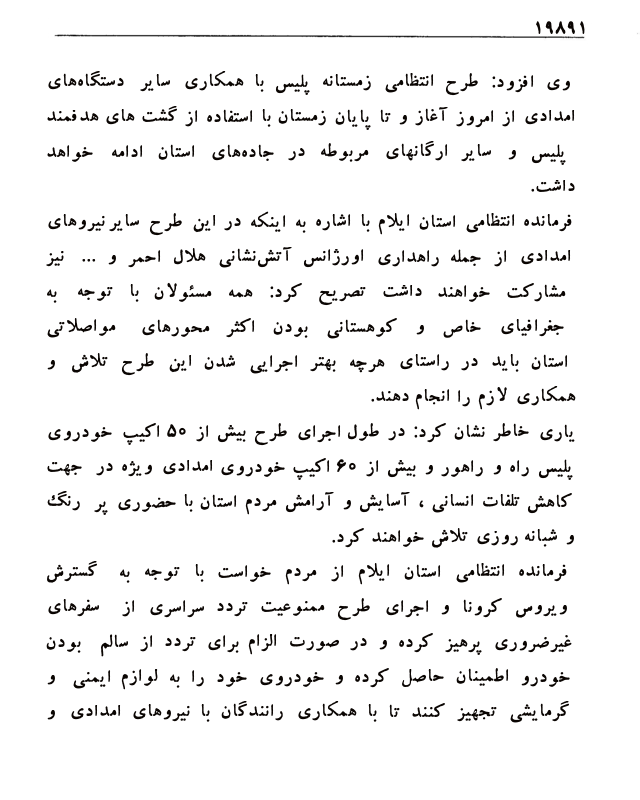 ۱۹۸۹۱
وی افزود: طرح انتظامی زمستانه پلیس با همکاری سایر دستگاه‌های
امدادی از امروز آغاز و تا پایان زمستان با استفاده از گشت های هدفمند
پلیس و سایر ارگانهای مربوطه در جاده‌های استان ادامه خواهد
داشت.
فرمانده انتظامی استان ایلام با اشاره به اینکه در این طرح سایر نیروهای
امدادی از جمله راهداری اورژانس آتش‌نشانی هلال احمر و ... نیز
مشارکت خواهند داشت تصریح کرد: همه مسئولان با توجه به
جغرافیای خاص و کوهستانی بودن اکثر محورهای مواصلاتی
استان باید در راستای هرچه بهتر اجرایی شدن این طرح تلاش و
همکاری لازم را انجام دهند.
یاری خاطر نشان کرد: در طول اجرای طرح بیش از ۵۰ اکیپ خودروی
پلیس راه و راهور و بیش از ۶۰ اکیپ خودروی امدادی ویژه در جهت
کاهش تلفات انسانی ، آسایش و آرامش مردم استان با حضوری پر رنگ
و شبانه روزی تلاش خواهند کرد.
فرمانده انتظامی استان ایلام از مردم خواست با توجه به گسترش
ویروس کرونا و اجرای طرح ممنوعیت تردد سراسری از سفرهای
غیرضروری پرهیز کرده و در صورت الزام برای تردد از سالم بودن
خودرو اطمینان حاصل کرده و خودروی خود را به لوازم ایمنی و
گرمایشی تجهیز کنند تا با همکاری رانندگان با نیروهای امدادی و